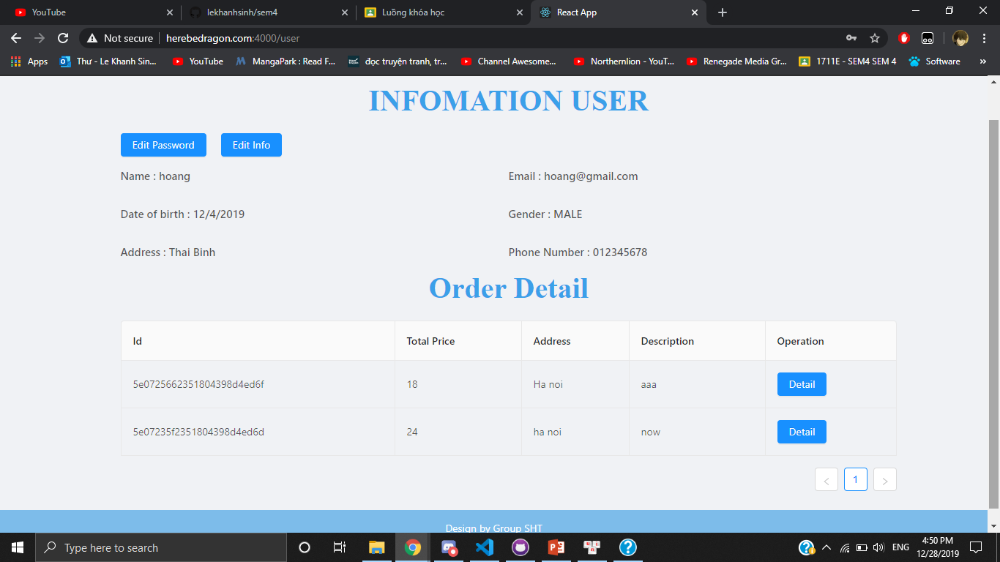 YouTube
lekhanhsinh/sem4
Luồng khóa học
React App
Not secure
herebedragon.com:4000/user
Apps
Thư - Le Khanh Sin...
YouTube
MangaPark : Read F...
đọc truyện tranh, tr...
Channel Awesome...
Northernlion - YouT...
Renegade Media Gr...
1711E - SEM4 SEM 4
Software
»
INFOMATION USER
Edit Password
Edit Info
Name : hoang
Email : hoang@gmail.com
Date of birth : 12/4/2019
Gender : MALE
Address : Thai Binh
Phone Number : 012345678
Order Detail
Id Total Price Address Description Operation
5e0725662351804398d4ed6f 18 Ha noi aaa Detail
5e07235f2351804398d4ed6d 24 ha noi now Detail
< 1 >
Design by Group SHT
Type here to search
ENG
4:50 PM
12/28/2019